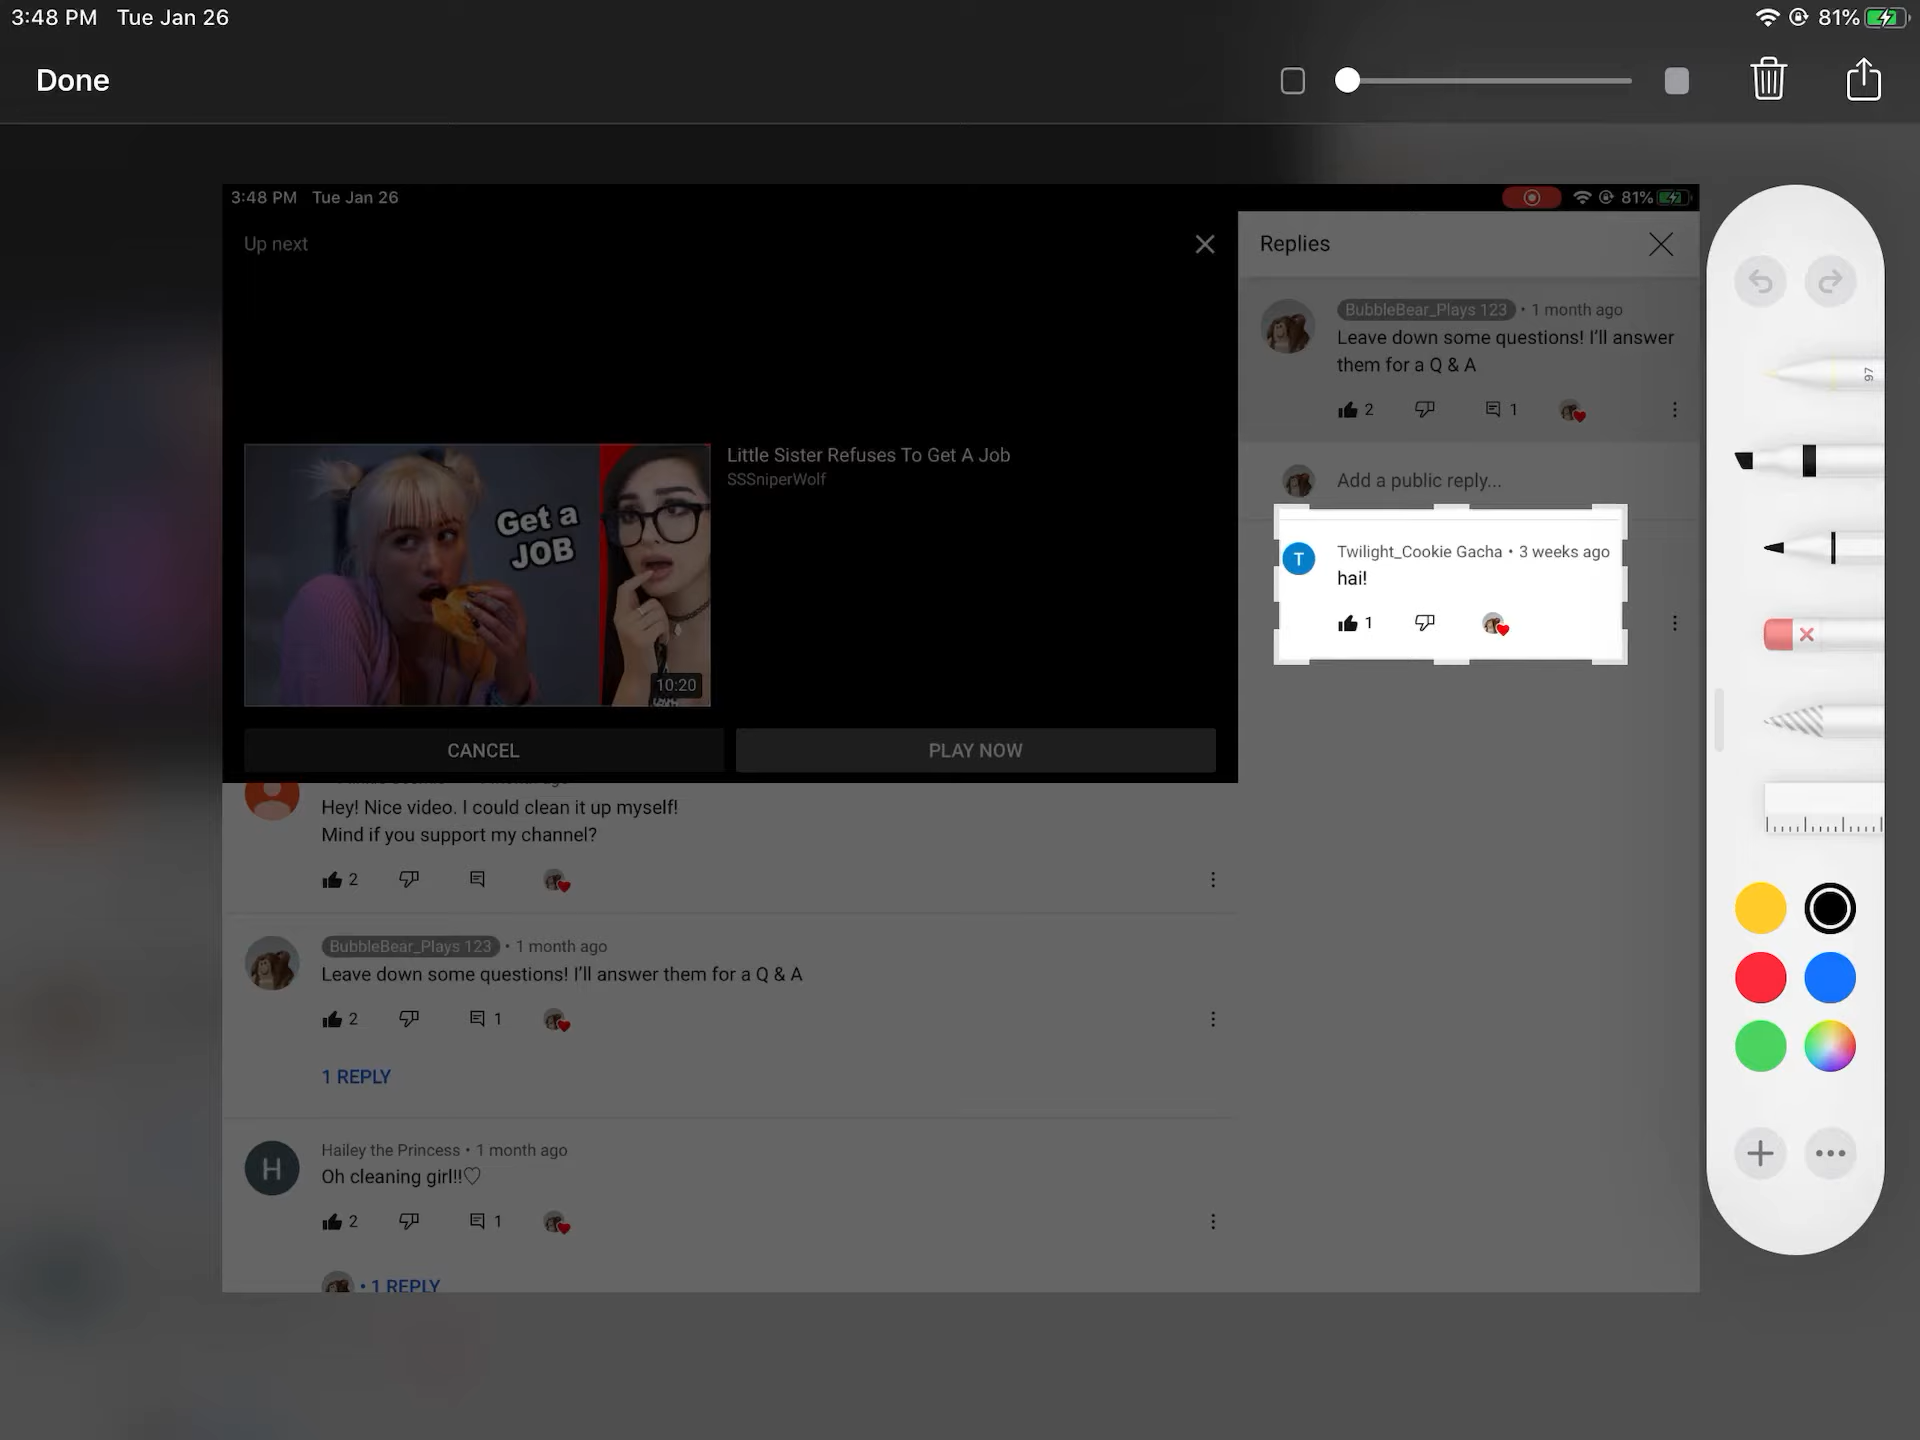 3:48 PM Tue Jan 26
81%
Done
3:48 PM Tue Jan 26
81%
Up next
Get a
JOB
10:20
Little Sister Refuses To Get A Job
SSSniperWolf
CANCEL
PLAY NOW
Replies
BubbleBear_Plays 123 • 1 month ago
Leave down some questions! I'll answer
them for a Q & A
2
1
Add a public reply...
T
Twilight_Cookie Gacha • 3 weeks ago
hai!
1
Hey! Nice video. I could clean it up myself!
Mind if you support my channel?
2
BubbleBear_Plays 123 • 1 month ago
Leave down some questions! I'll answer them for a Q & A
2
1
1 REPLY
H
Hailey the Princess • 1 month ago
Oh cleaning girl!!♡
2
1
• 1 REPLY
97